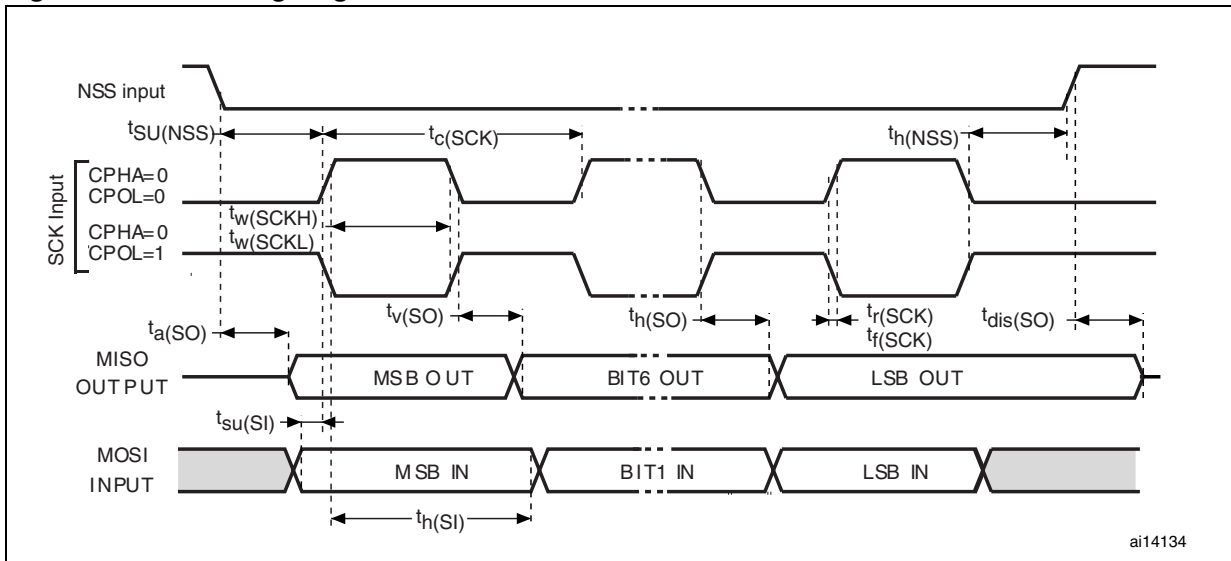 NSS input
tSU(NSS)
tc(SCK)
th(NSS)
SCK Input
CPHA=0
CPOL=0
tw(SCKH)
CPHA=0
tw(SCKL)
CPOL=1
tv(SO)
th(SO)
tr(SCK)
tf(SCK)
tdis(SO)
ta(SO)
MISO
OUTPUT
MSB OUT
BIT6 OUT
LSB OUT
tsu(SI)
MOSI
INPUT
MSB IN
BIT1 IN
LSB IN
th(SI)
ai14134